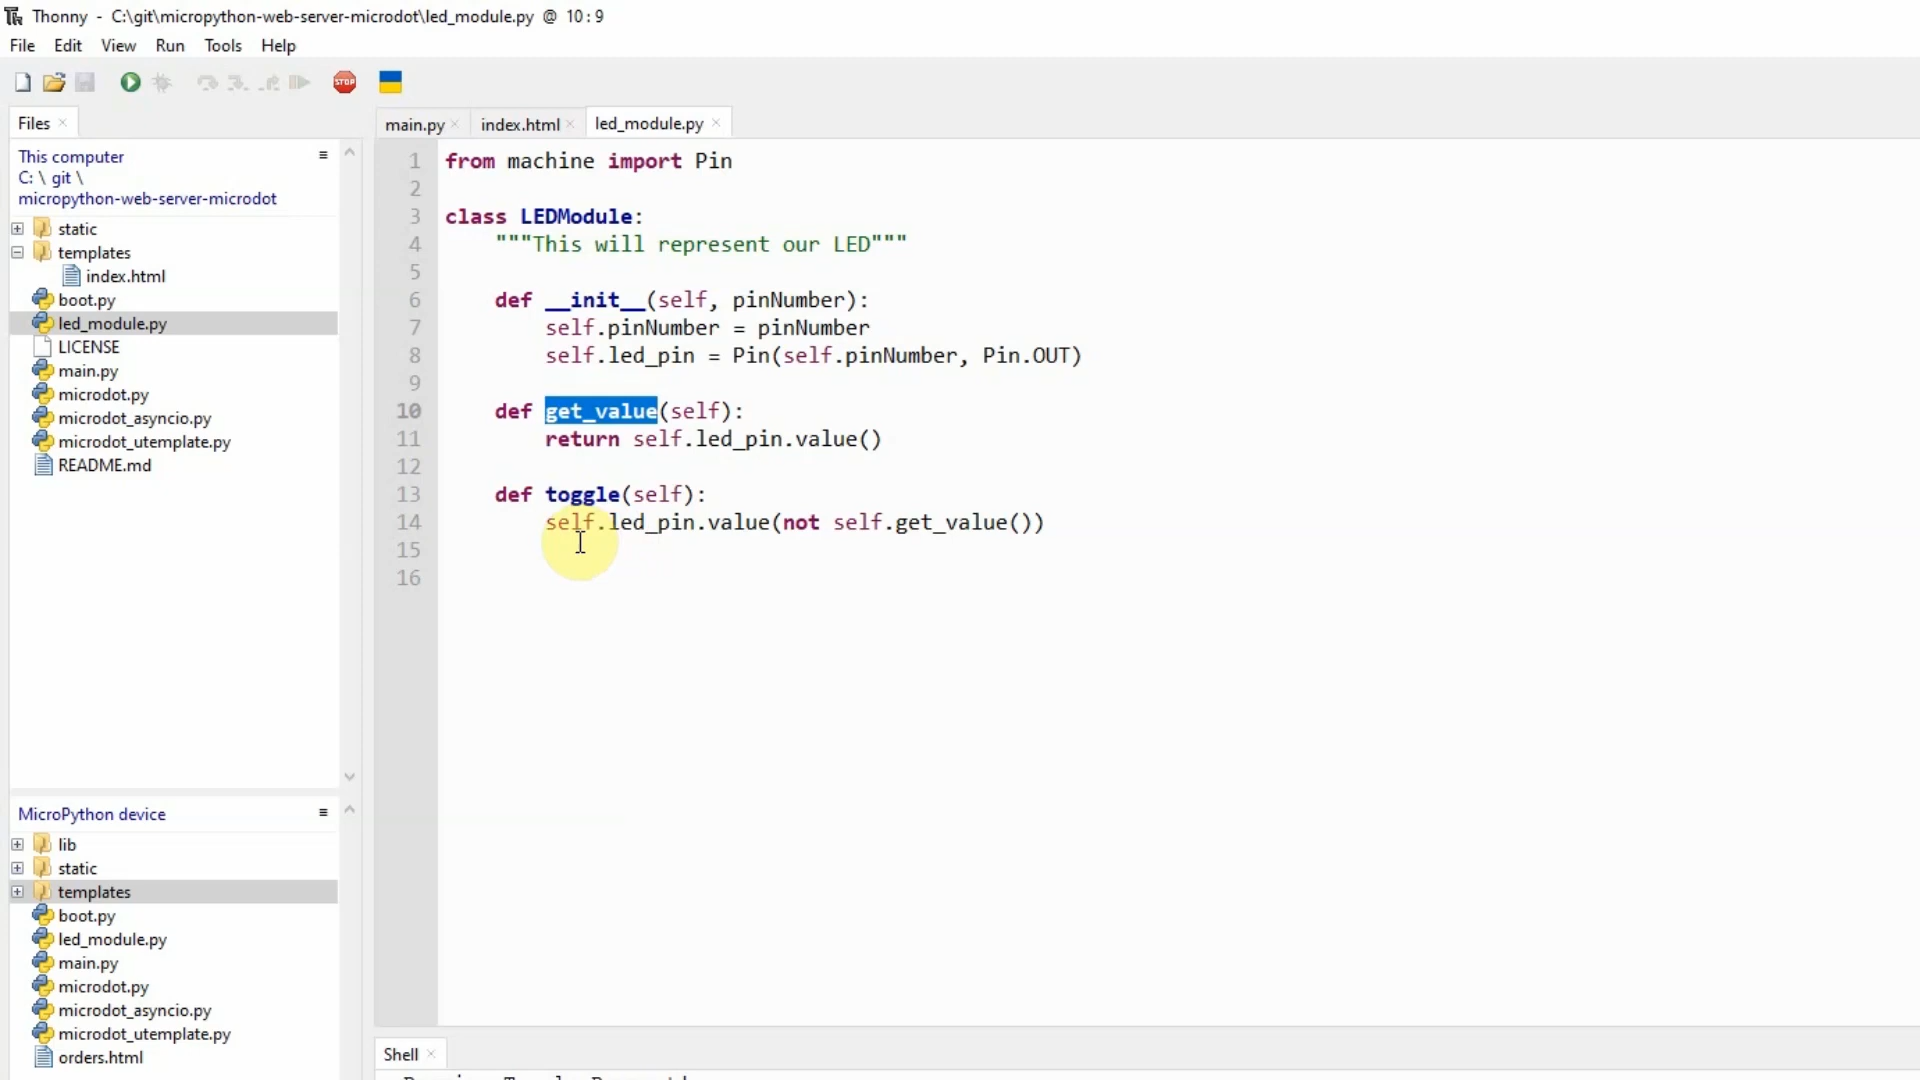 Thonny - C:\git\micropython-web-server-microdot\led_module.py @ 10:9
File Edit View Run Tools Help
STOP
Files
main.py
index.html
led_module.py
This computer
C: \ git \
micropython-web-server-microdot
static
templates
index.html
boot.py
led_module.py
LICENSE
main.py
microdot.py
microdot_asyncio.py
microdot_utemplate.py
README.md
1 from machine import Pin
2
3 class LEDModule:
4 """This will represent our LED"""
5
6 def __init__(self, pinNumber):
7 self.pinNumber = pinNumber
8 self.led_pin = Pin(self.pinNumber, Pin.OUT)
9
10 def get_value(self):
11 return self.led_pin.value()
12
13 def toggle(self):
14 self.led_pin.value(not self.get_value())
15
16
MicroPython device
lib
static
templates
boot.py
led_module.py
main.py
microdot.py
microdot_asyncio.py
microdot_utemplate.py
orders.html
Shell